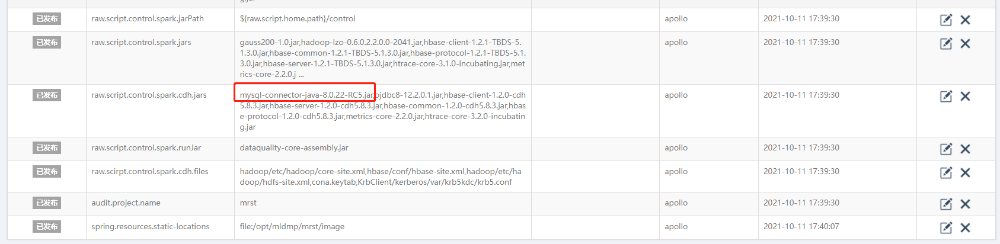 g.jar
已发布 raw.script.control.spark.jarPath ${raw.script.home.path}/control apollo 2021-10-11 17:39:30
已发布 raw.script.control.spark.jars gauss200-1.0.jar,hadoop-lzo-0.6.0.2.2.0.0-2041.jar,hbase-client-1.2.1-TBDS-5. apollo 2021-10-11 17:39:30
1.3.0.jar,hbase-common-1.2.1-TBDS-5.1.3.0.jar,hbase-protocol-1.2.1-TBDS-5.1.
3.0.jar,hbase-server-1.2.1-TBDS-5.1.3.0.jar,htrace-core-3.1.0-incubating.jar,met
rics-core-2.2.0.j ...
已发布 raw.script.control.spark.cdh.jars mysql-connector-java-8.0.22-RC5.jar,ojdbc8-12.2.0.1.jar,hbase-client-1.2.0-cdh apollo 2021-10-11 17:39:30
5.8.3.jar,hbase-server-1.2.0-cdh5.8.3.jar,hbase-common-1.2.0-cdh5.8.3.jar,hbas
e-protocol-1.2.0-cdh5.8.3.jar,metrics-core-2.2.0.jar,htrace-core-3.2.0-incubatin
g.jar
已发布 raw.script.control.spark.runJar dataquality-core-assembly.jar apollo 2021-10-11 17:39:30
已发布 raw.scirpt.control.spark.cdh.files hadoop/etc/hadoop/core-site.xml,hbase/conf/hbase-site.xml,hadoop/etc/ha apollo 2021-10-11 17:39:30
doop/hdfs-site.xml,cona.keytab,KrbClient/kerberos/var/krb5kdc/krb5.conf
已发布 audit.project.name mrst apollo 2021-10-11 17:39:30
已发布 spring.resources.static-locations file:/opt/mldmp/mrst/image apollo 2021-10-11 17:40:07